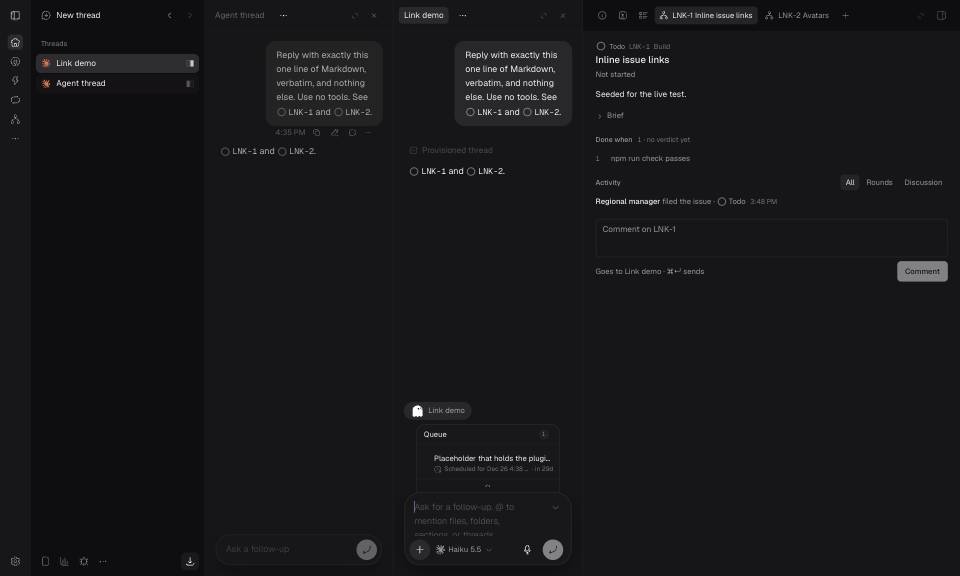 New thread
Threads
Link demo
Agent thread
Agent thread
Reply with exactly this
one line of Markdown,
verbatim, and nothing
else. Use no tools. See
LNK-1 and LNK-2.
4:35 PM
LNK-1 and LNK-2.
Ask a follow-up
Link demo
Reply with exactly this
one line of Markdown,
verbatim, and nothing
else. Use no tools. See
LNK-1 and LNK-2.
Provisioned thread
LNK-1 and LNK-2.
Link demo
Queue 1
Placeholder that holds the plugi...
Scheduled for Dec 26 4:38 ... · in 29d
Ask for a follow-up. @ to
mention files, folders,
sections, or threads
Haiku 5.5
LNK-1 Inline issue links
LNK-2 Avatars
Todo LNK-1 Build
Inline issue links
Not started
Seeded for the live test.
Brief
Done when 1 · no verdict yet
1 npm run check passes
Activity
All Rounds Discussion
Regional manager filed the issue · Todo 3:48 PM
Comment on LNK-1
Goes to Link demo · ⌘↩ sends
Comment